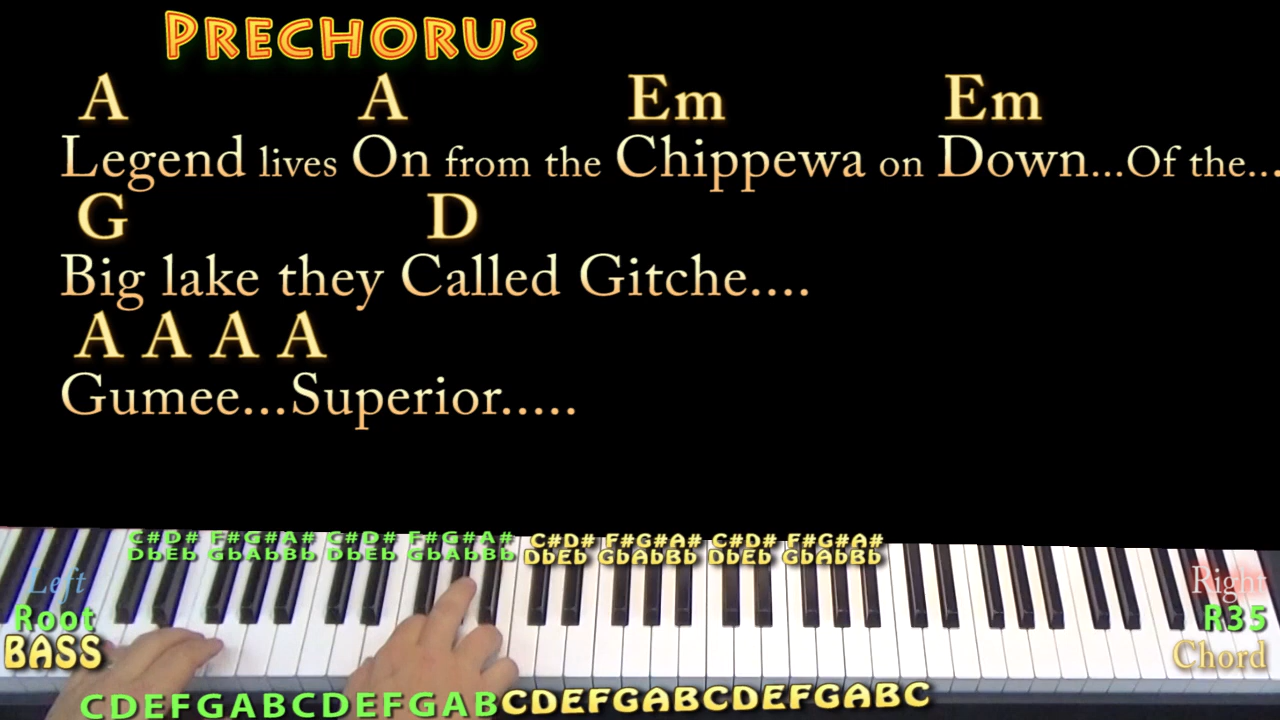 PRECHORUS
A A Em Em
Legend lives On from the Chippewa on Down...Of the...
G D
Big lake they Called Gitche....
A A A A
Gumee...Superior.....
C#D# F#G#A# C#D# F#G#A# C#D# F#G#A# C#D# F#G#A#
DbEb GbAbBb DbEb GbAbBb DbEb GbAbBb DbEb GbAbBb
Left
Root
BASS
Right
R35
Chord
CDEFGABCDEFGABCDEFGABCDEFGABC